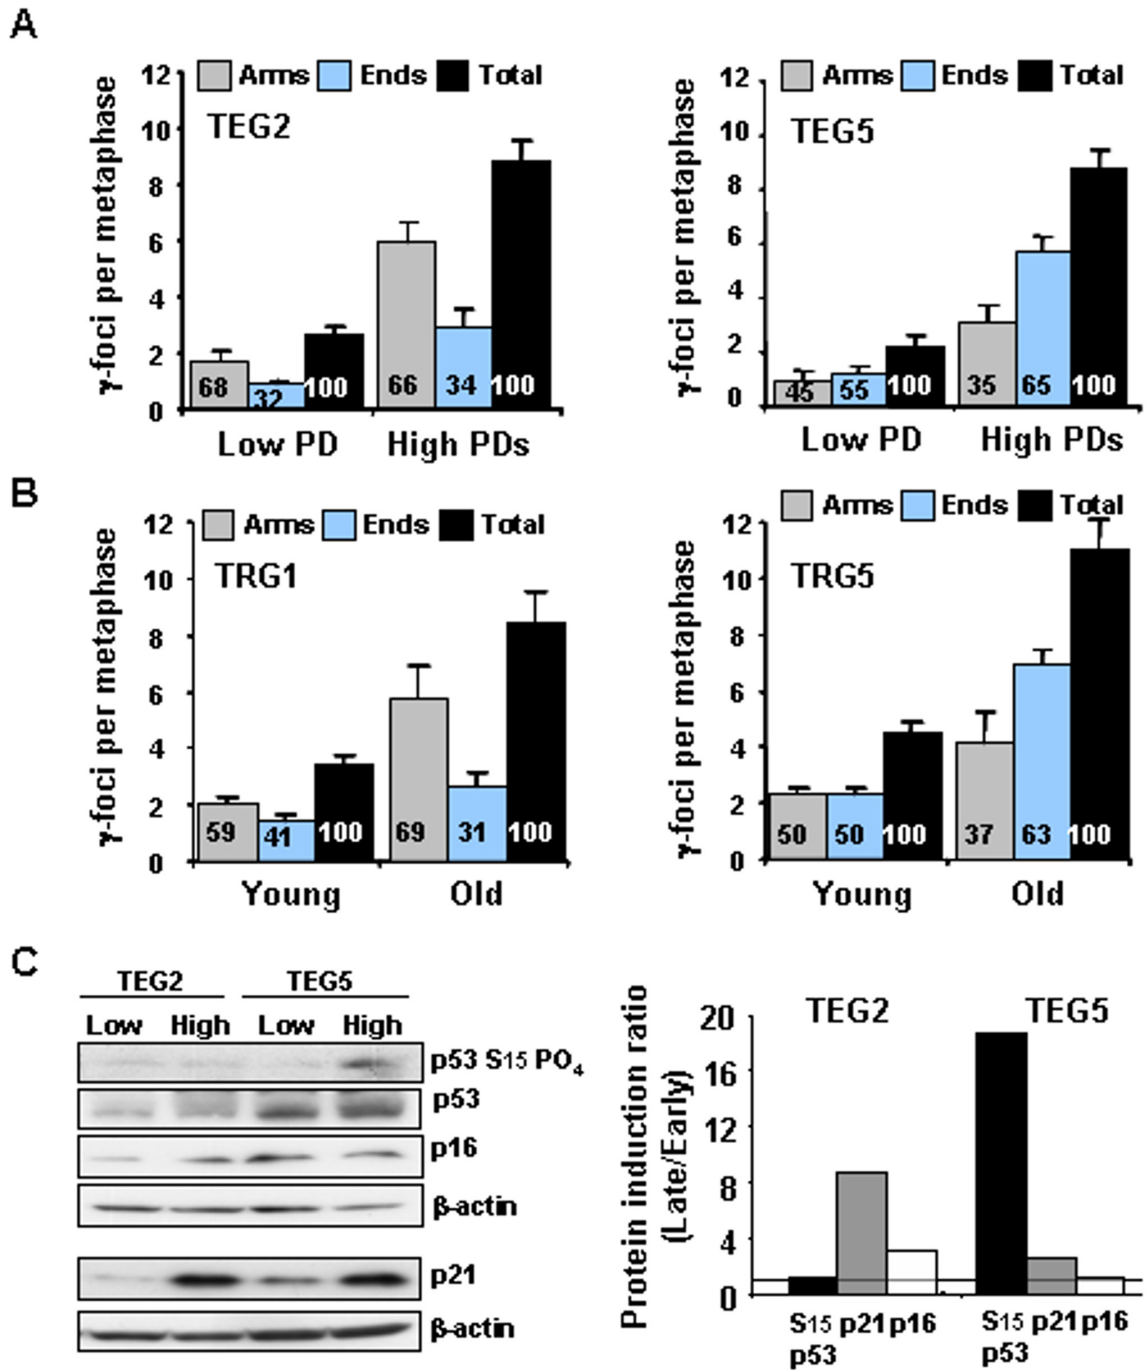 A
Arms Ends Total
TEG2
γ-foci per metaphase
12
10
8
6
4
2
0
68 32 100 66 34 100
Low PD High PDs
Arms Ends Total
TEG5
γ-foci per metaphase
12
10
8
6
4
2
0
45 55 100 35 65 100
Low PD High PDs
B
Arms Ends Total
TRG1
γ-foci per metaphase
12
10
8
6
4
2
0
59 41 100 69 31 100
Young Old
Arms Ends Total
TRG5
γ-foci per metaphase
12
10
8
6
4
2
0
50 50 100 37 63 100
Young Old
C
TEG2 TEG5
Low High Low High
p53 S15 PO4
p53
p16
β-actin
p21
β-actin
Protein induction ratio
(Late/Early)
TEG2 TEG5
20
16
12
8
4
0
S15 p21 p16 S15 p21 p16
p53 p53